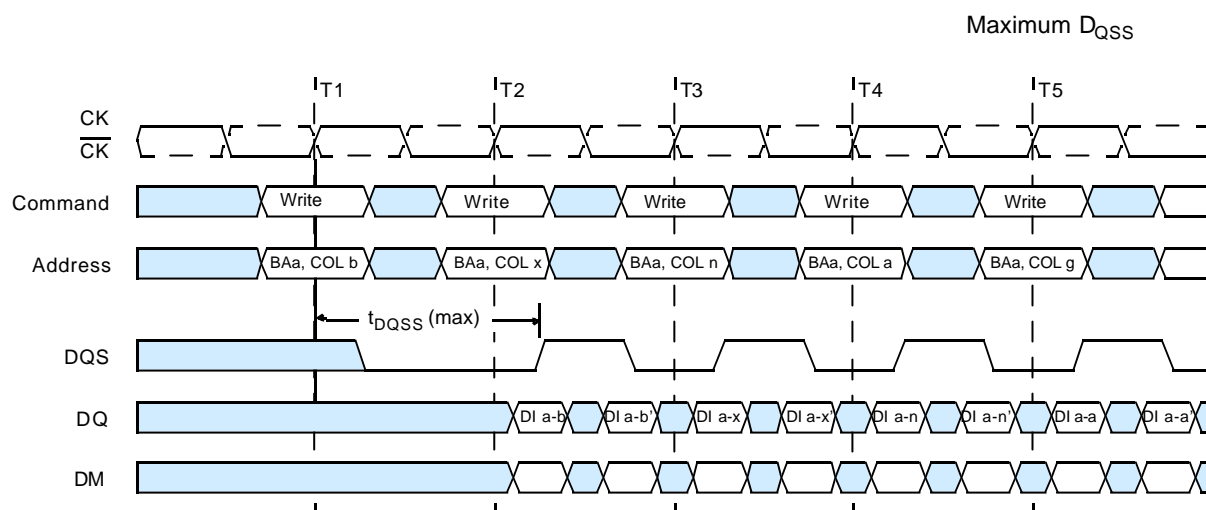 Maximum DQSS
T1 T2 T3 T4 T5
CK
CK
Command Write Write Write Write Write
Address BAa, COL b BAa, COL x BAa, COL n BAa, COL a BAa, COL g
tDQSS (max)
DQS
DQ DI a-b DI a-b' DI a-x DI a-x' DI a-n DI a-n' DI a-a DI a-a'
DM